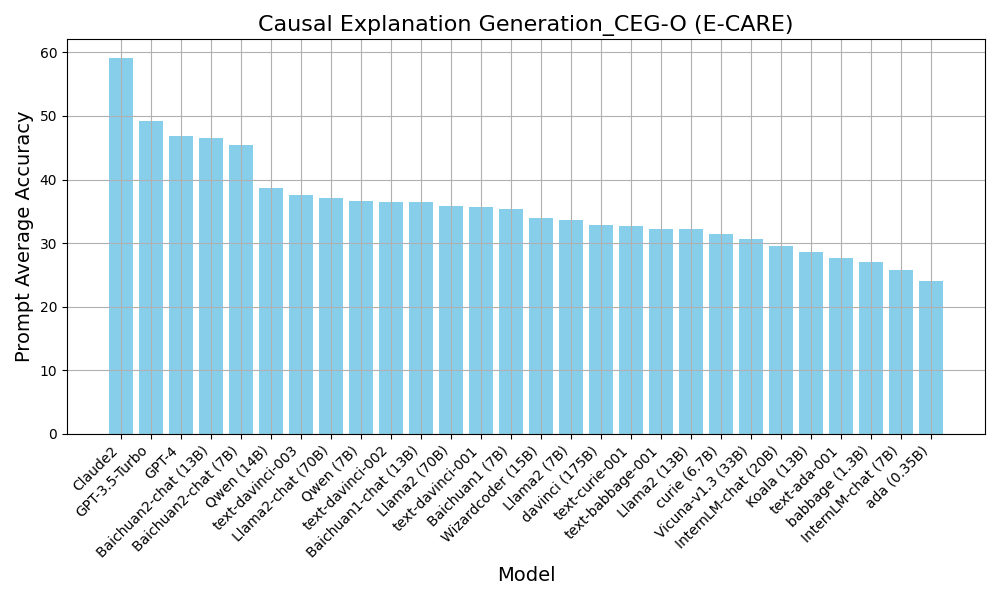 Causal Explanation Generation_CEG-O (E-CARE)
Prompt Average Accuracy
60
50
40
30
20
10
0
Claude2
GPT-3.5-Turbo
GPT-4
Baichuan2-chat (13B)
Baichuan2-chat (7B)
Qwen (14B)
text-davinci-003
Llama2-chat (70B)
Qwen (7B)
text-davinci-002
Baichuan1-chat (13B)
Llama2 (70B)
text-davinci-001
Baichuan1 (7B)
Wizardcoder (15B)
Llama2 (7B)
davinci (175B)
text-curie-001
text-babbage-001
Llama2 (13B)
curie (6.7B)
Vicuna-v1.3 (33B)
InternLM-chat (20B)
Koala (13B)
text-ada-001
babbage (1.3B)
InternLM-chat (7B)
ada (0.35B)
Model